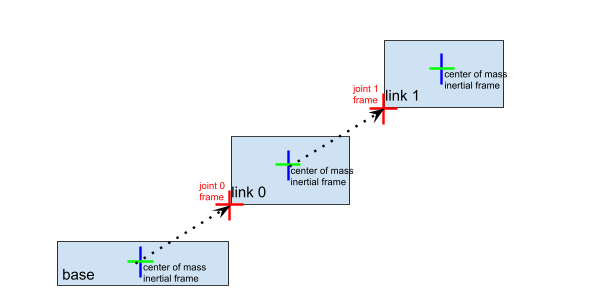 center of mass
inertial frame
joint 1
frame
link 1
center of mass
inertial frame
joint 0
frame
link 0
center of mass
inertial frame
base